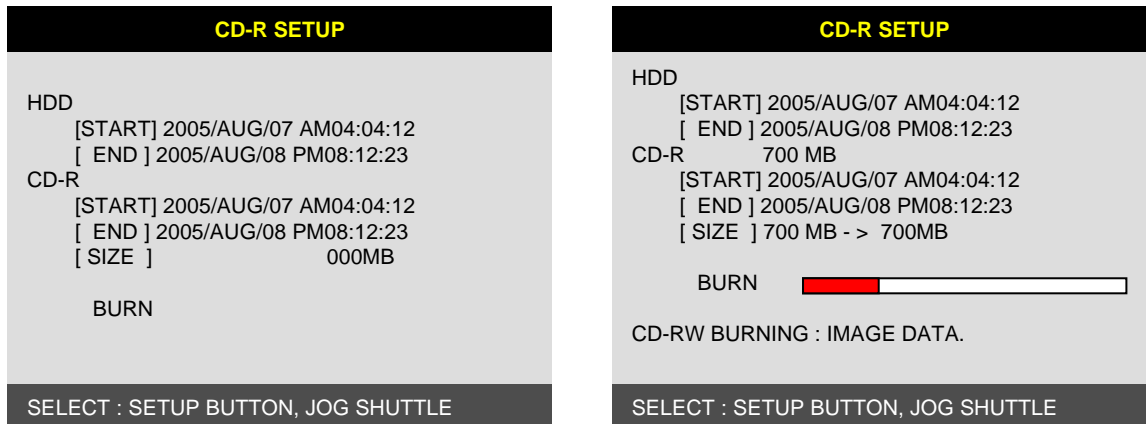 CD-R SETUP
HDD
[START] 2005/AUG/07 AM04:04:12
[ END ] 2005/AUG/08 PM08:12:23
CD-R
[START] 2005/AUG/07 AM04:04:12
[ END ] 2005/AUG/08 PM08:12:23
[ SIZE ] 000MB
BURN
SELECT : SETUP BUTTON, JOG SHUTTLE
CD-R SETUP
HDD
[START] 2005/AUG/07 AM04:04:12
[ END ] 2005/AUG/08 PM08:12:23
CD-R 700 MB
[START] 2005/AUG/07 AM04:04:12
[ END ] 2005/AUG/08 PM08:12:23
[ SIZE ] 700 MB - > 700MB
BURN
CD-RW BURNING : IMAGE DATA.
SELECT : SETUP BUTTON, JOG SHUTTLE